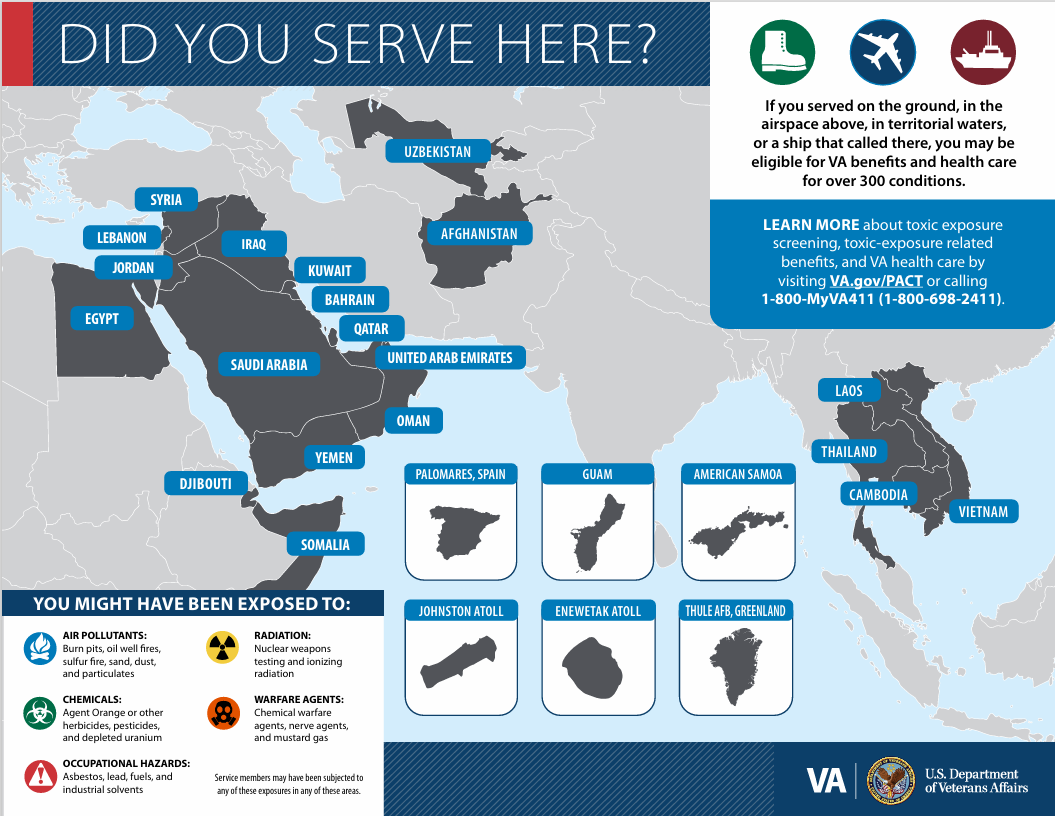 DID YOU SERVE HERE?
If you served on the ground, in the
airspace above, in territorial waters,
or a ship that called there, you may be
eligible for VA benefits and health care
for over 300 conditions.
LEARN MORE about toxic exposure
screening, toxic-exposure related
benefits, and VA health care by
visiting VA.gov/PACT or calling
1-800-MyVA411 (1-800-698-2411).
UZBEKISTAN
SYRIA
AFGHANISTAN
LEBANON
IRAQ
JORDAN
KUWAIT
BAHRAIN
EGYPT
QATAR
UNITED ARAB EMIRATES
SAUDI ARABIA
LAOS
OMAN
THAILAND
YEMEN
DJIBOUTI
CAMBODIA
VIETNAM
SOMALIA
PALOMARES, SPAIN
GUAM
AMERICAN SAMOA
JOHNSTON ATOLL
ENEWETAK ATOLL
THULE AFB, GREENLAND
YOU MIGHT HAVE BEEN EXPOSED TO:
AIR POLLUTANTS:
Burn pits, oil well fires,
sulfur fire, sand, dust,
and particulates
RADIATION:
Nuclear weapons
testing and ionizing
radiation
CHEMICALS:
Agent Orange or other
herbicides, pesticides,
and depleted uranium
WARFARE AGENTS:
Chemical warfare
agents, nerve agents,
and mustard gas
OCCUPATIONAL HAZARDS:
Asbestos, lead, fuels, and
industrial solvents
Service members may have been subjected to
any of these exposures in any of these areas.
VA
U.S. Department
of Veterans Affairs